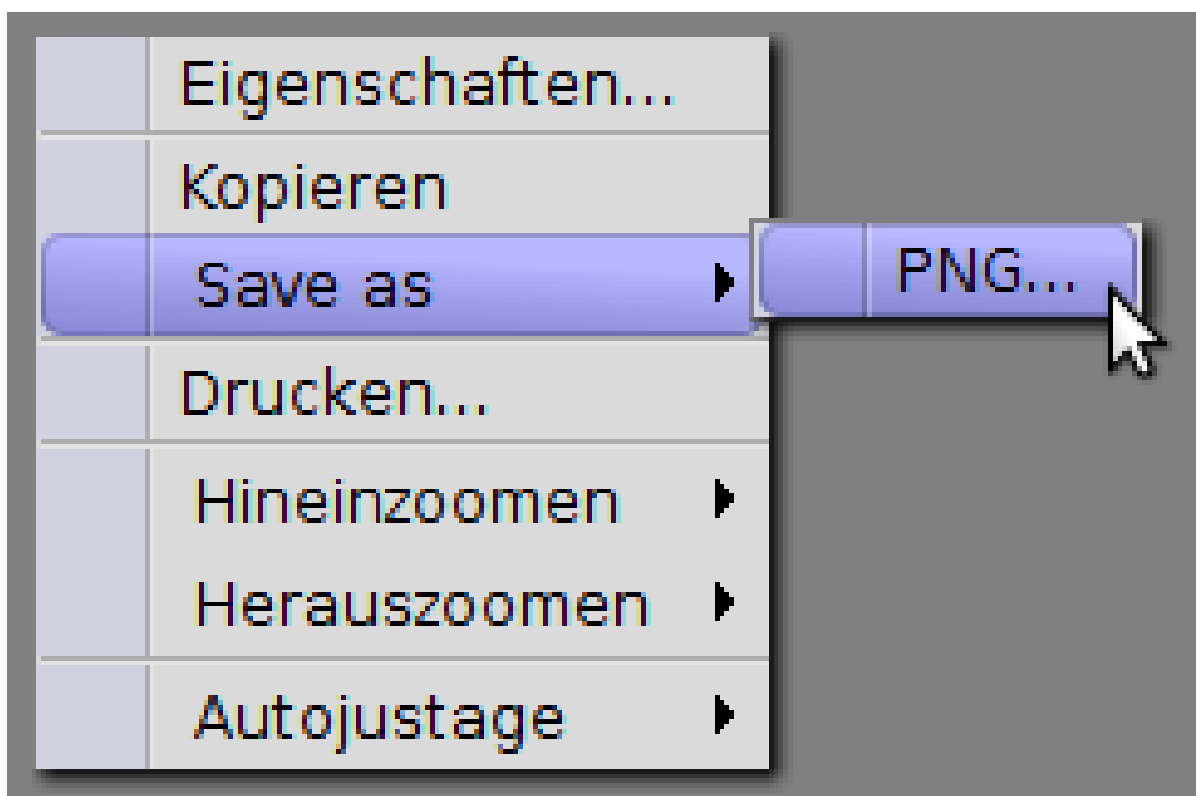 Eigenschaften...
Kopieren
Save as
PNG...
Drucken...
Hineinzoomen
Herauszoomen
Autojustage